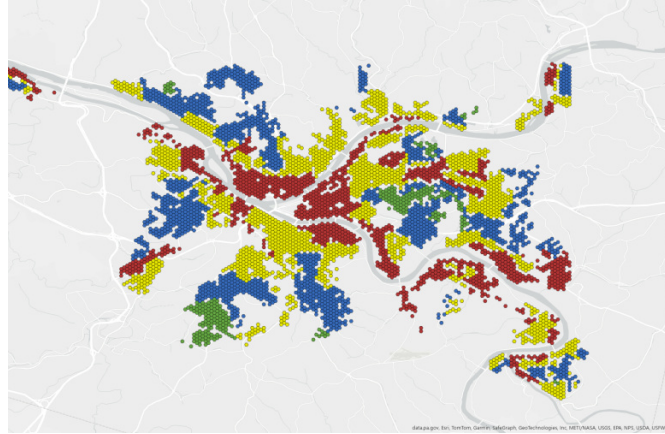 data.pa.gov, Esri, TomTom, Garmin, SafeGraph, GeoTechnologies, Inc, METI/NASA, USGS, EPA, NPS, USDA, USFW